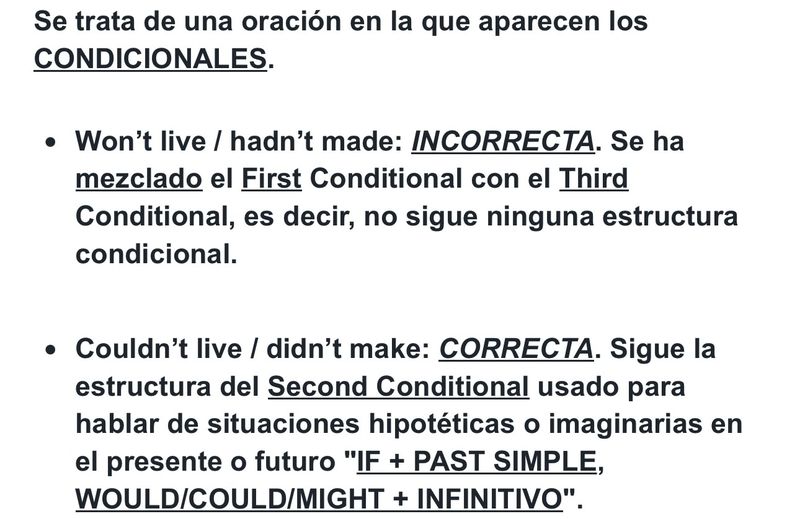 Se trata de una oración en la que aparecen los
CONDICIONALES.
• Won’t live / hadn’t made: INCORRECTA. Se ha
mezclado el First Conditional con el Third
Conditional, es decir, no sigue ninguna estructura
condicional.
• Couldn’t live / didn’t make: CORRECTA. Sigue la
estructura del Second Conditional usado para
hablar de situaciones hipotéticas o imaginarias en
el presente o futuro "IF + PAST SIMPLE,
WOULD/COULD/MIGHT + INFINITIVO".